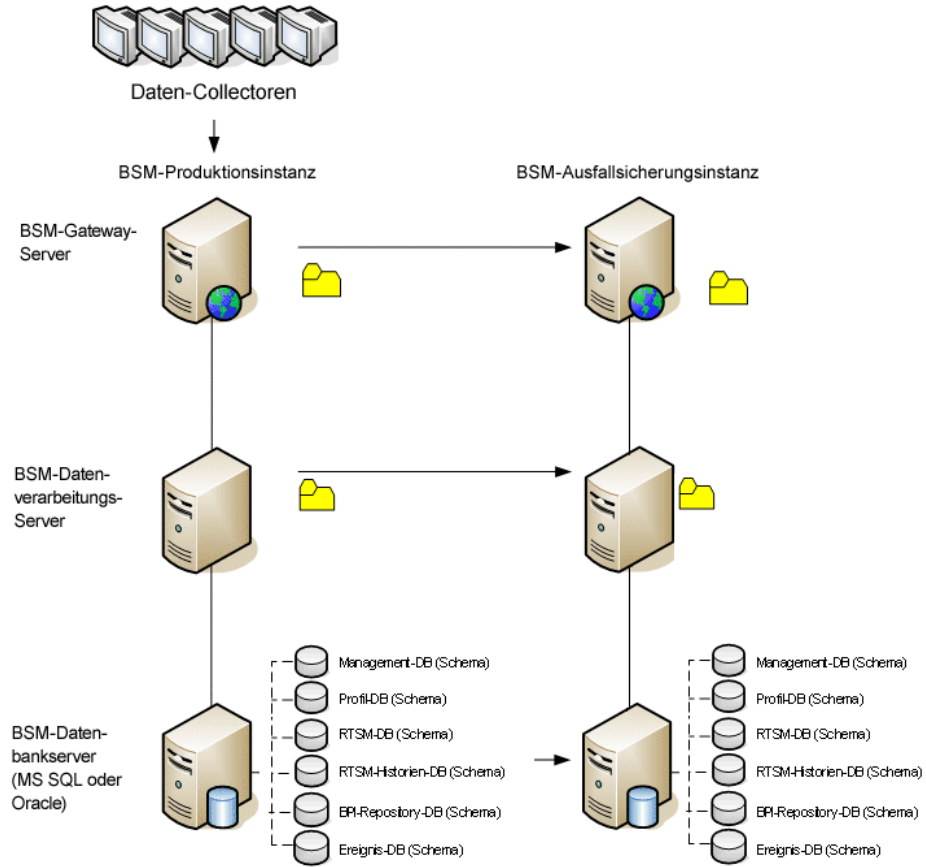 Daten-Collectoren
BSM-Produktionsinstanz
BSM-Ausfallsicherungsinstanz
BSM-Gateway-
Server
BSM-Daten-
verarbeitungs-
Server
BSM-Daten-
bankserver
(MS SQL oder
Oracle)
Management-DB (Schema)
Profil-DB (Schema)
RTSM-DB (Schema)
RTSM-Historien-DB (Schema)
BPI-Repository-DB (Schema)
Ereignis-DB (Schema)
Management-DB (Schema)
Profil-DB (Schema)
RTSM-DB (Schema)
RTSM-Historien-DB (Schema)
BPI-Repository-DB (Schema)
Ereignis-DB (Schema)